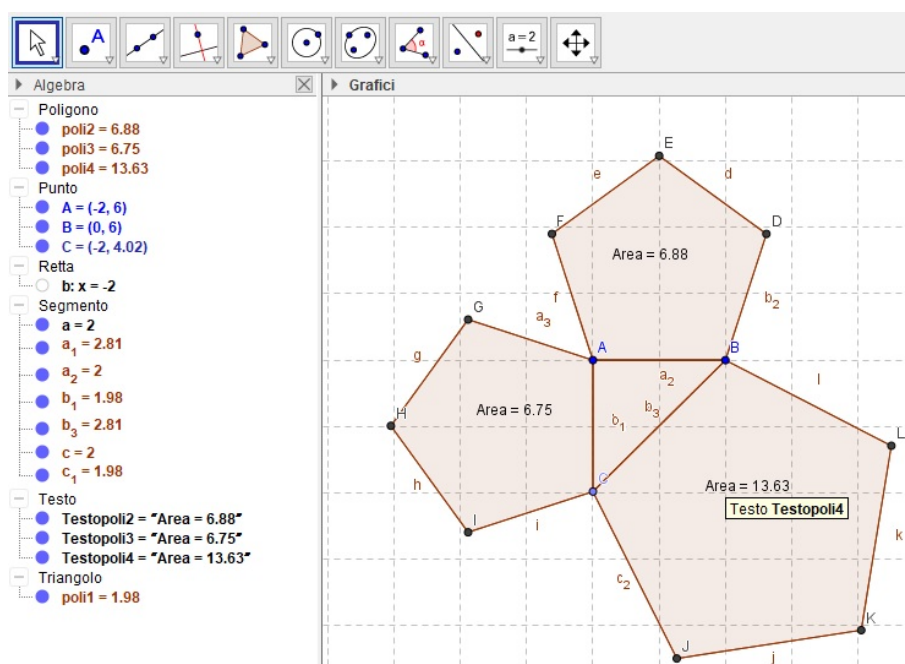 A
α
a = 2
Algebra
Grafici
Poligono
poli2 = 6.88
poli3 = 6.75
poli4 = 13.63
Punto
A = (-2, 6)
B = (0, 6)
C = (-2, 4.02)
Retta
b: x = -2
Segmento
a = 2
a₁ = 2.81
a₂ = 2
b₁ = 1.98
b₃ = 2.81
c = 2
c₁ = 1.98
Testo
Testopoli2 = ″Area = 6.88″
Testopoli3 = ″Area = 6.75″
Testopoli4 = ″Area = 13.63″
Triangolo
poli1 = 1.98
E
e
d
F
D
Area = 6.88
f
b₂
G
a₃
A
B
g
a₂
l
Area = 6.75
b₁
b₃
H
L
h
C
Area = 13.63
Testo Testopoli4
I
i
k
c₂
K
J
j